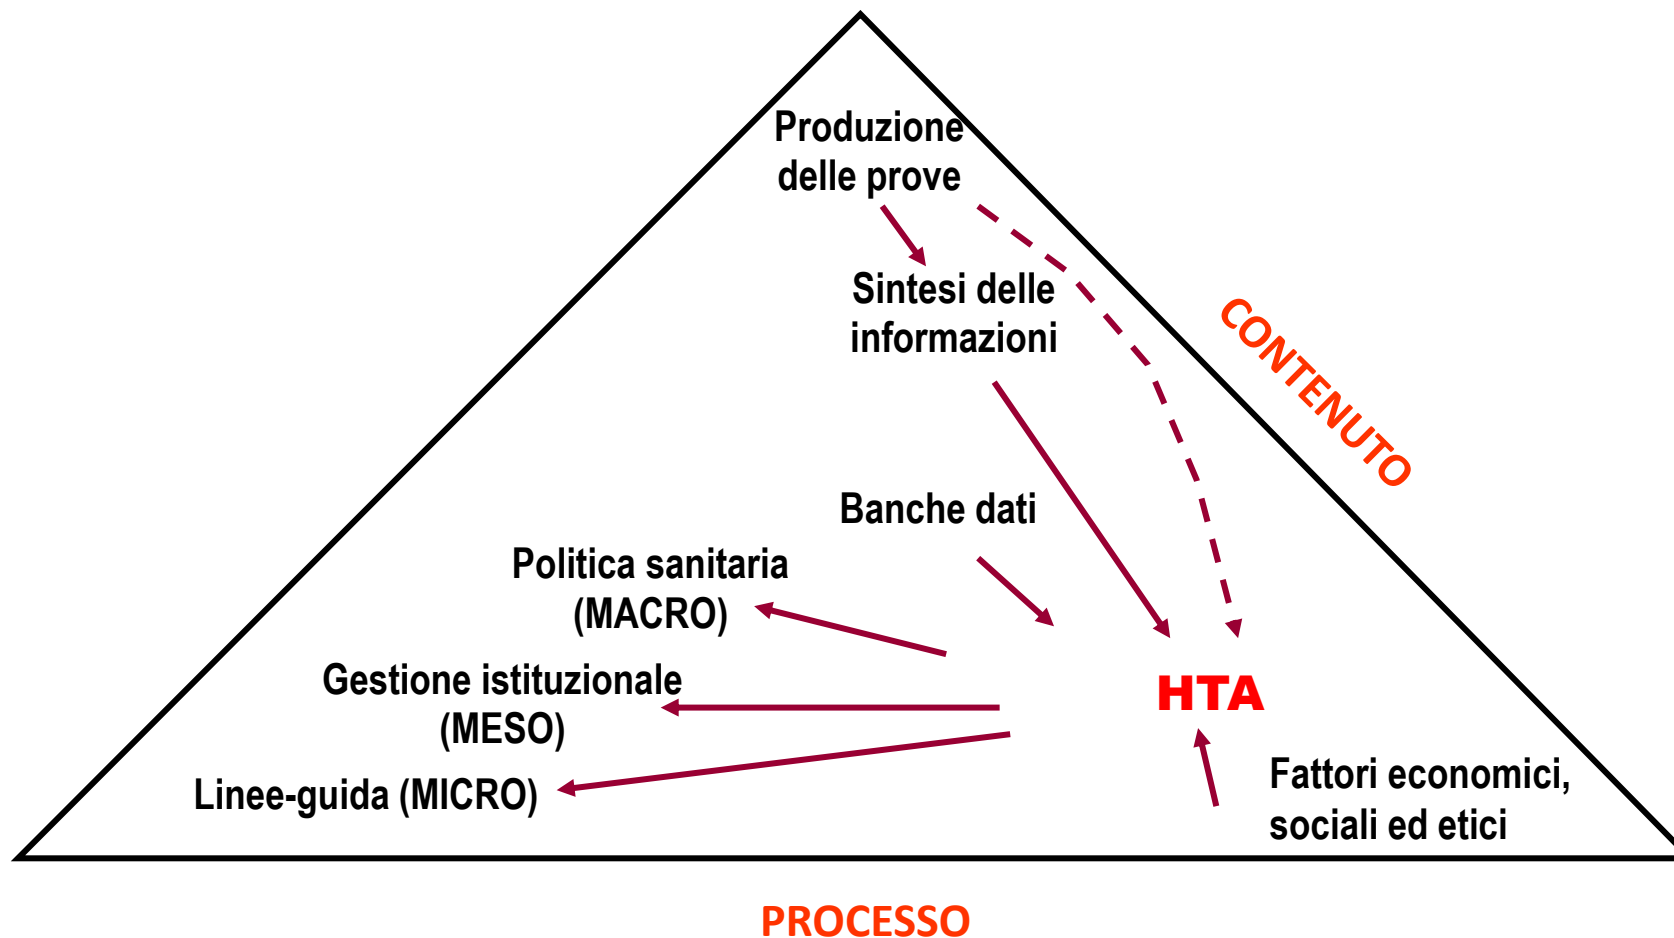 Produzione
delle prove
Sintesi delle
informazioni
CONTENUTO
Banche dati
Politica sanitaria
(MACRO)
Gestione istituzionale
(MESO)
HTA
Linee-guida (MICRO)
Fattori economici,
sociali ed etici
PROCESSO